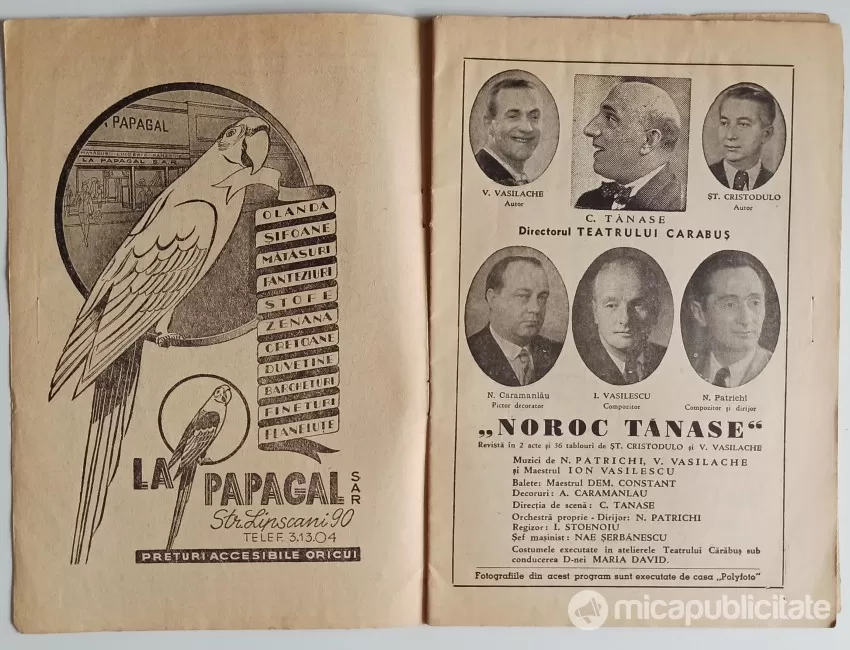 PAPAGAL
LA PAPAGAL S.A.R.
OLANDA
SIFOANE
MĂTĂSURI
FANTEZIURI
STOFE
ZENANA
CRETOANE
DUVETINE
BARCHETURI
FINETURI
FLANELUȚE
LA PAPAGAL SAR
Str. Lipscani 90
TELEF. 3.13.04
PREȚURI ACCESIBILE ORICUI
V. VASILACHE
Autor
C. TĂNASE
ȘT. CRISTODULO
Autor
Directorul TEATRULUI CARABUȘ
N. Caramanlău
Pictor decorator
I. VASILESCU
Compozitor
N. Patrichi
Compozitor și dirijor
„NOROC TĂNASE“
Revistă în 2 acte și 36 tablouri de ȘT. CRISTODULO și V. VASILACHE
Muzici de N. PATRICHI, V. VASILACHE
și Maestrul ION VASILESCU
Balete: Maestrul DEM. CONSTANT
Decoruri: A. CARAMANLAU
Direcția de scenă: C. TANASE
Orchestră proprie - Dirijor: N. PATRICHI
Regizor: I. STOENOIU
Șef mașinist: NAE ȘERBĂNESCU
Costumele executate în atelierele Teatrului Cărăbuș sub
conducerea D-nei MARIA DAVID.
Fotografiile din acest program sunt executate de casa „Polyfoto“
micapublicitate